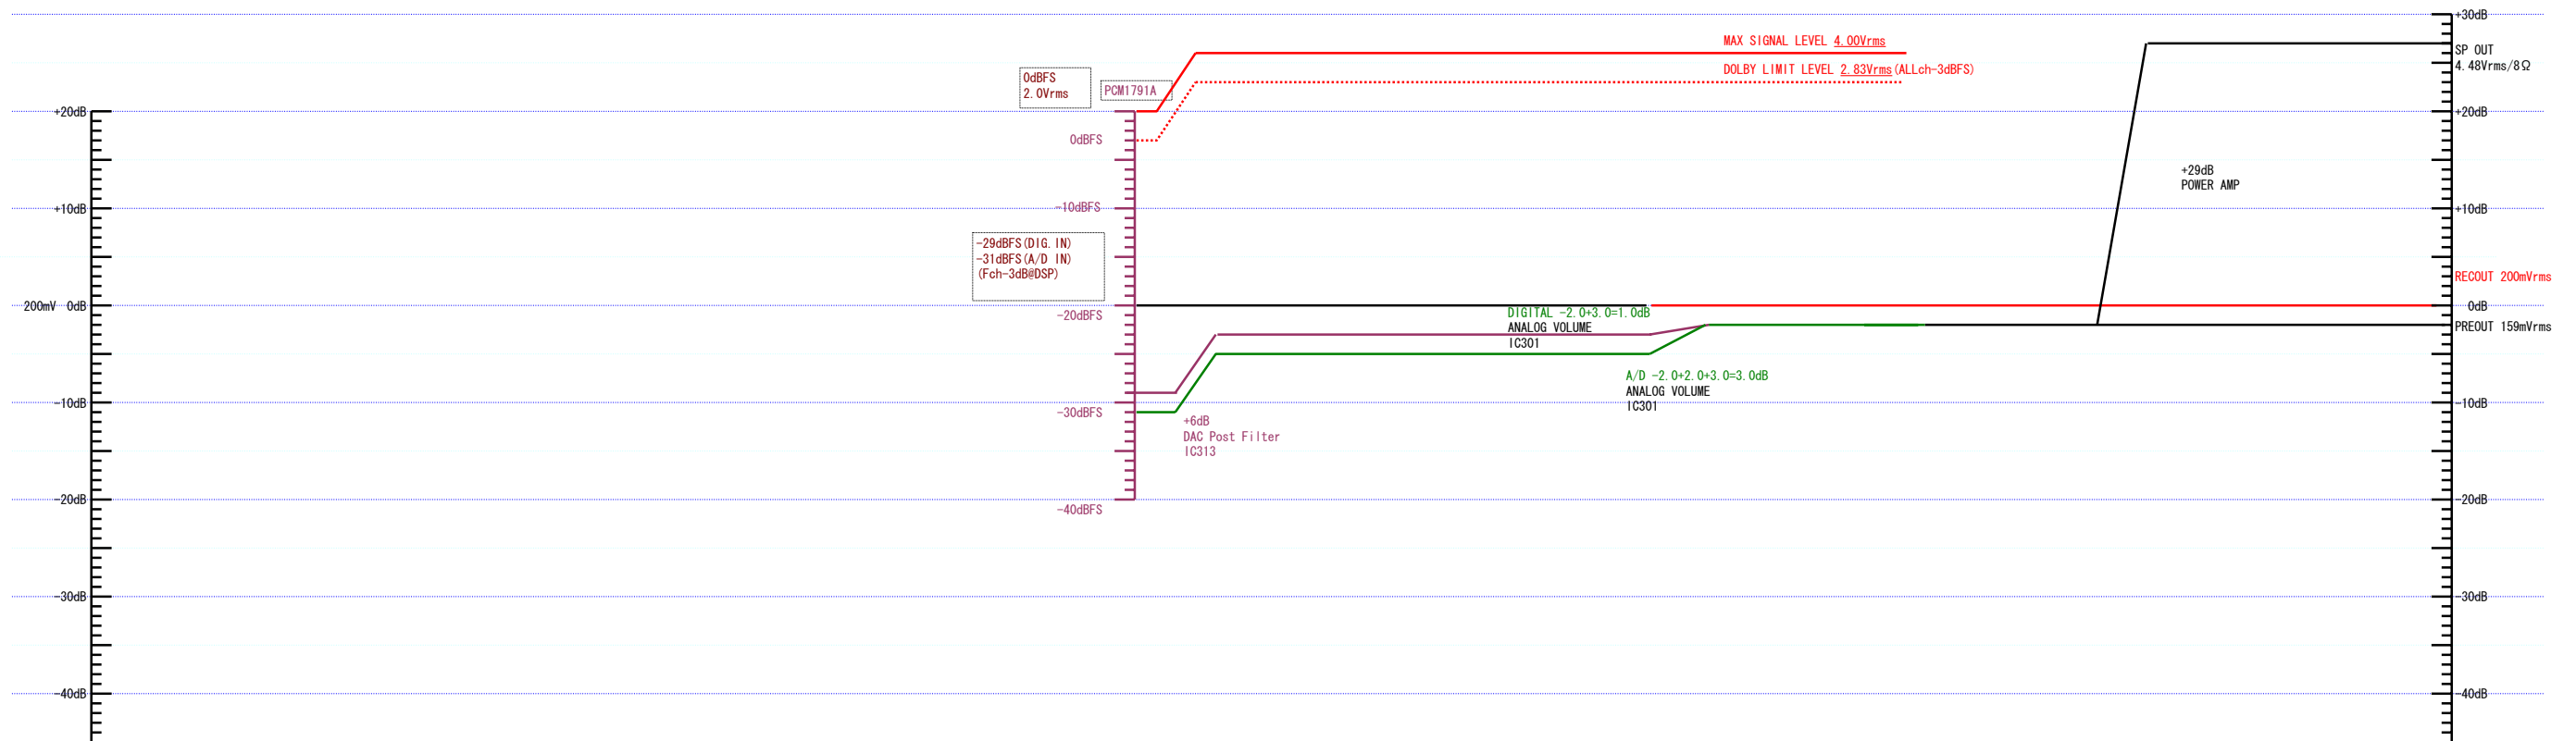 +30dB
MAX SIGNAL LEVEL 4.00Vrms
SP OUT
4.48Vrms/8Ω
DOLBY LIMIT LEVEL 2.83Vrms(ALLch-3dBFS)
0dBFS
2.0Vrms
PCM1791A
+20dB
+20dB
0dBFS
+29dB
POWER AMP
+10dB
-10dBFS
+10dB
-29dBFS(DIG.IN)
-31dBFS(A/D IN)
(Fch-3dB@DSP)
RECOUT 200mVrms
200mV 0dB
0dB
-20dBFS
DIGITAL -2.0+3.0=1.0dB
ANALOG VOLUME
IC301
PREOUT 159mVrms
A/D -2.0+2.0+3.0=3.0dB
ANALOG VOLUME
IC301
-10dB
-30dBFS
-10dB
+6dB
DAC Post Filter
IC313
-20dB
-40dBFS
-20dB
-30dB
-30dB
-40dB
-40dB